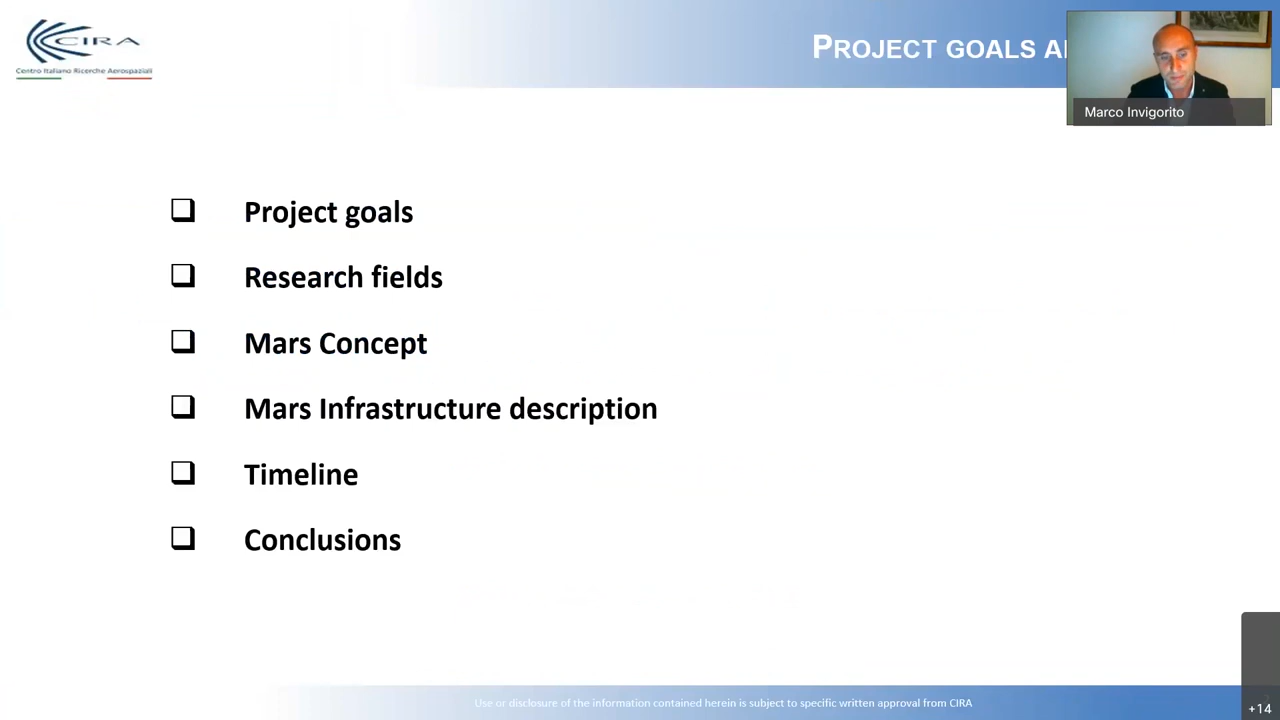 CIRA
Centro Italiano Ricerche Aerospaziali
PROJECT GOALS
Marco Invigorito
Project goals
Research fields
Mars Concept
Mars Infrastructure description
Timeline
Conclusions
Use or disclosure of the information contained herein is subject to specific written approval from CIRA
+14